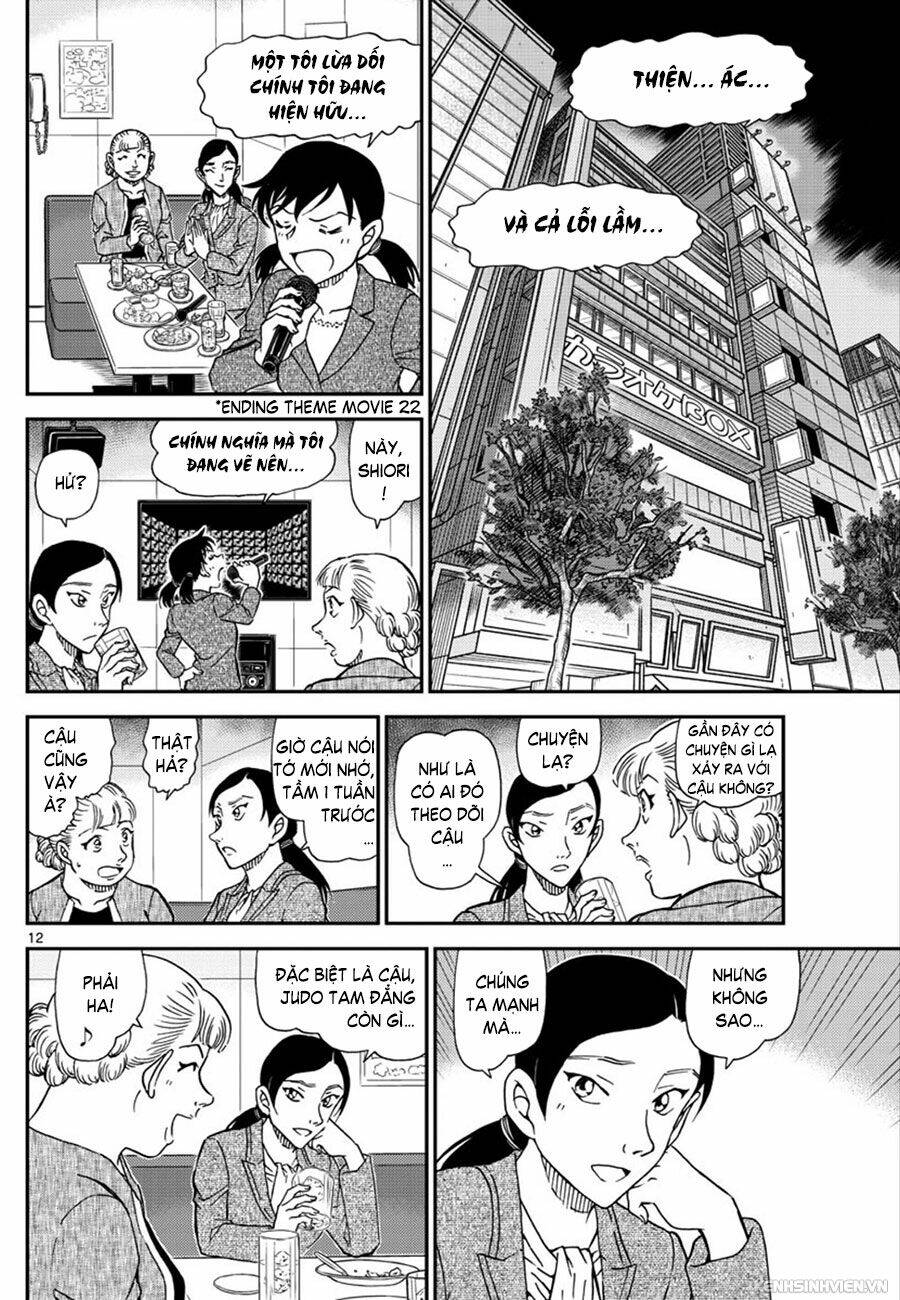 THIỆN... ÁC...
VÀ CẢ LỖI LẦM...
カラオケBOX
MỘT TÔI LỪA DỐI
CHÍNH TÔI ĐANG
HIỆN HỮU...
*ENDING THEME MOVIE 22
NÀY,
SHIORI
!
CHÍNH NGHĨA MÀ TÔI
ĐANG VẼ NÊN...
HỬ?
GẦN ĐÂY CÓ
CHUYỆN GÌ LẠ
XẢY RA VỚI
CẬU KHÔNG?
CHUYỆN
LẠ?
NHƯ LÀ
CÓ AI ĐÓ
THEO DÕI
CẬU
...
GIỜ CẬU NÓI
TỚ MỚI NHỚ,
TẦM 1 TUẦN
TRƯỚC
...
THẬT
HẢ?
CẬU
CŨNG
VẬY
À?
12
NHƯNG
KHÔNG
SAO...
CHÚNG
TA MẠNH
MÀ...
ĐẶC BIỆT LÀ CẬU,
JUDO TAM ĐẲNG
CÒN GÌ...
PHẢI
HA!
♪
KENHSINHVIEN.VN